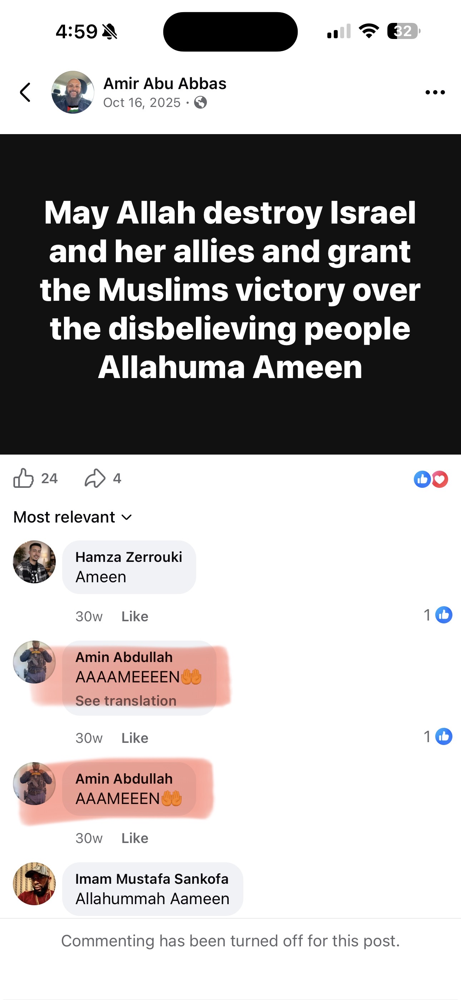 4:59
32
Amir Abu Abbas
Oct 16, 2025 ·
May Allah destroy Israel
and her allies and grant
the Muslims victory over
the disbelieving people
Allahuma Ameen
24 4
Most relevant
Hamza Zerrouki
Ameen
30w Like 1
Amin Abdullah
AAAAMEEEEN🤲
See translation
30w Like 1
Amin Abdullah
AAAMEEEN🤲
30w Like
Imam Mustafa Sankofa
Allahummah Aameen
Commenting has been turned off for this post.